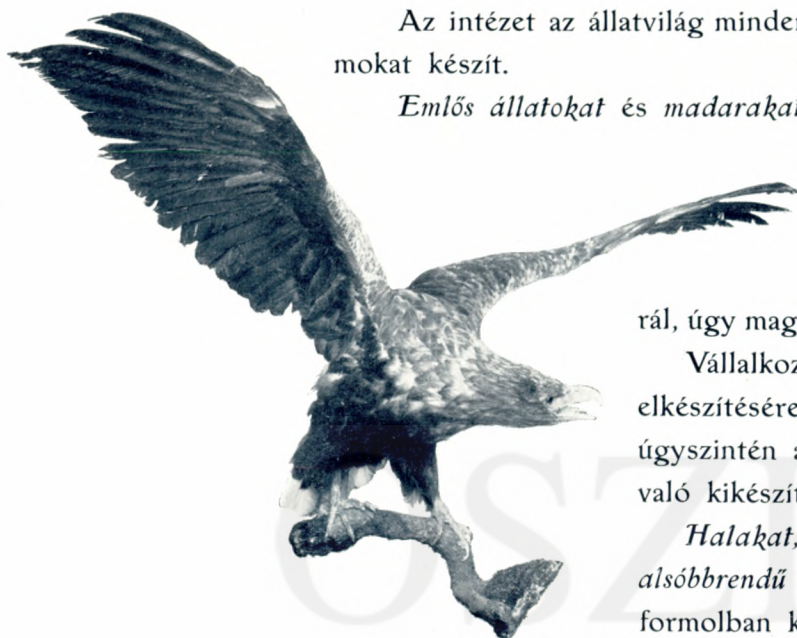 Az intézet az állatvilág minden
mokat készít.
Emlős állatokat és madarakat
rál, úgy mag
Vállalkoz
elkészítésére
úgyszintén a
való kikészít
Halakat,
alsóbbrendű
formolban k
OSZ